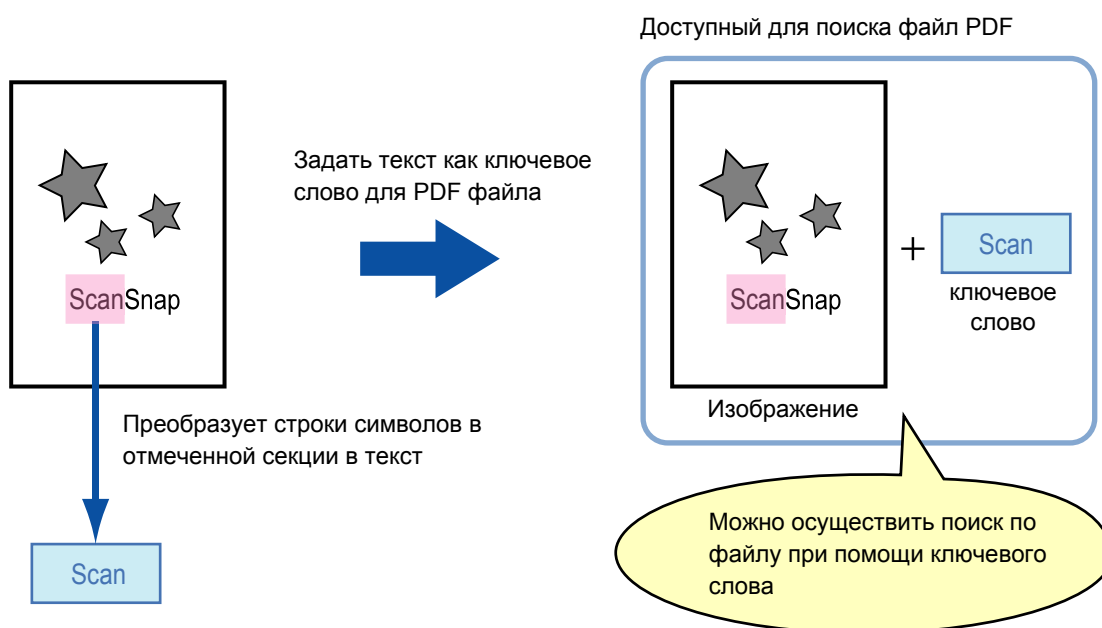 Доступный для поиска файл PDF
Задать текст как ключевое
слово для PDF файла
ScanSnap
Преобразует строки символов в
отмеченной секции в текст
Scan
ScanSnap
Изображение
+
Scan
ключевое
слово
Можно осуществить поиск по
файлу при помощи ключевого
слова